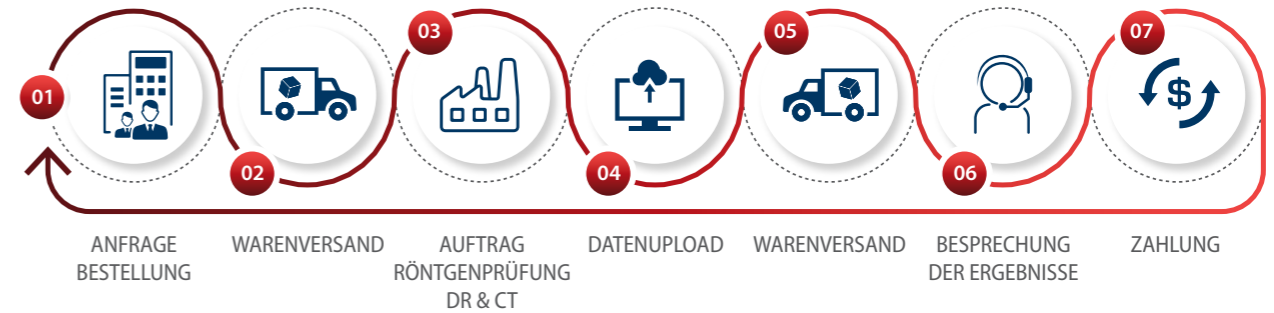 01
02
03
04
05
06
07
$
ANFRAGE
BESTELLUNG
WARENVERSAND
AUFTRAG
RÖNTGENPRÜFUNG
DR & CT
DATENUPLOAD
WARENVERSAND
BESPRECHUNG
DER ERGEBNISSE
ZAHLUNG